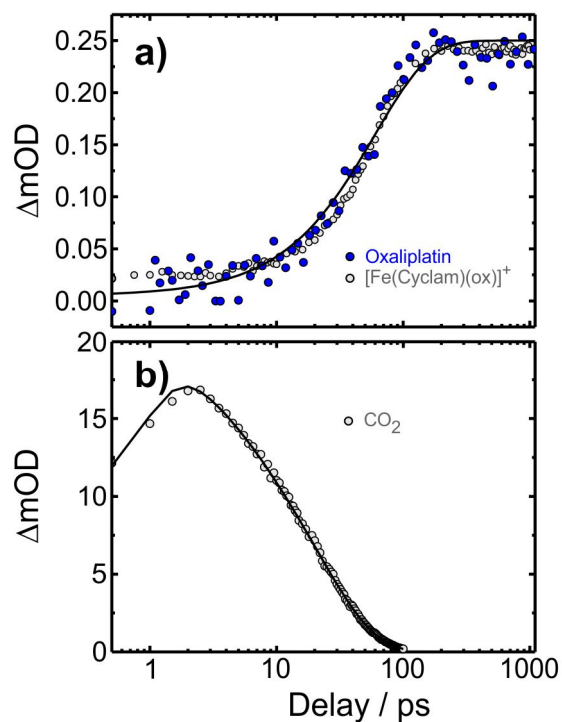 a)
0.25
0.20
0.15
0.10
0.05
0.00
ΔmOD
Oxaliplatin
[Fe(Cyclam)(ox)]+
b)
20
15
10
5
0
ΔmOD
CO2
1 10 100 1000
Delay / ps